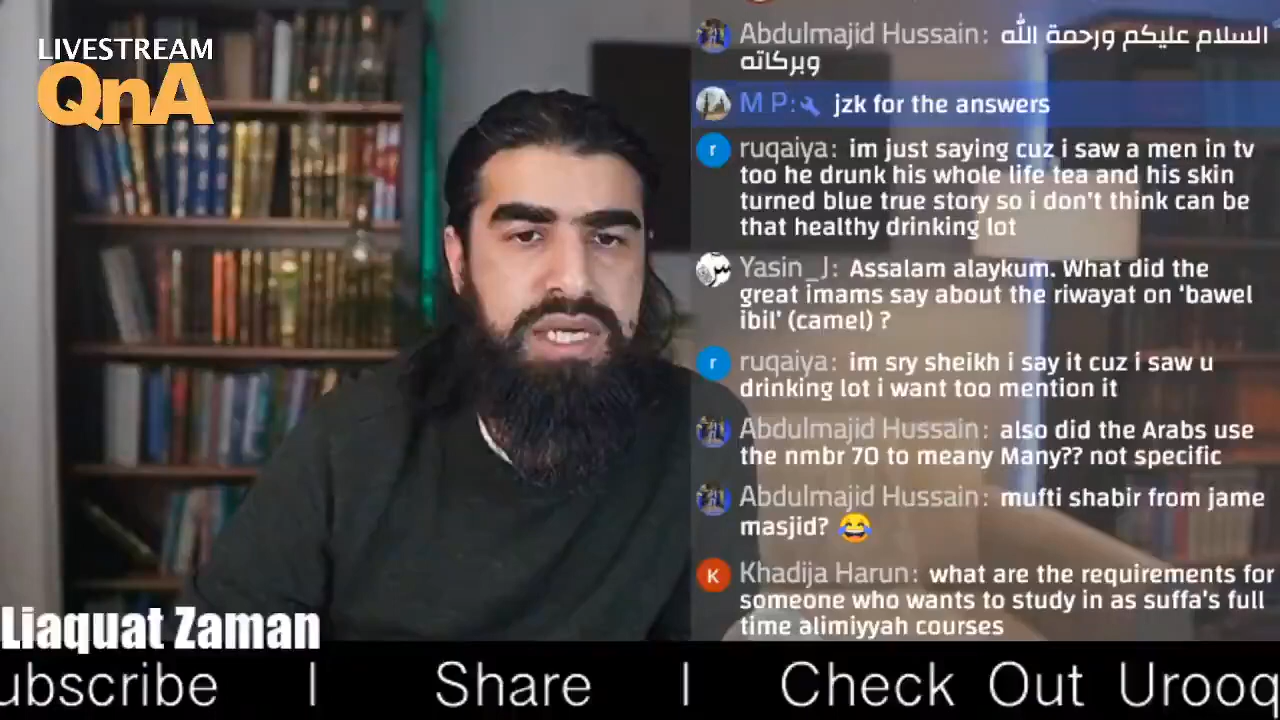 LIVESTREAM
QnA
Abdulmajid Hussain: السلام عليكم ورحمة الله
وبركاته
M P: jzk for the answers
r ruqaiya: im just saying cuz i saw a men in tv
too he drunk his whole life tea and his skin
turned blue true story so i don't think can be
that healthy drinking lot
Yasin_J: Assalam alaykum. What did the
great imams say about the riwayat on ‘bawel
ibil’ (camel) ?
r ruqaiya: im sry sheikh i say it cuz i saw u
drinking lot i want too mention it
Abdulmajid Hussain: also did the Arabs use
the nmbr 70 to meany Many?? not specific
Abdulmajid Hussain: mufti shabir from jame
masjid? 😂
K Khadija Harun: what are the requirements for
someone who wants to study in as suffa's full
time alimiyyah courses
Liaquat Zaman
ubscribe | Share | Check Out Urooq